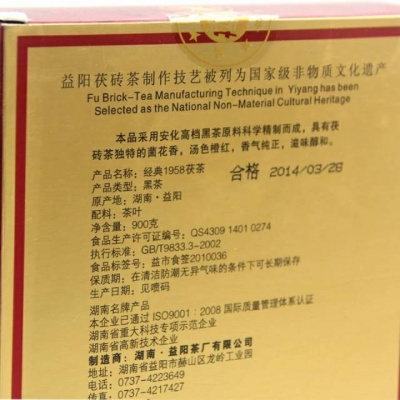 益阳茯砖茶制作技艺被列为国家级非物质文化遗产
Fu Brick-Tea Manufacturing Technique in Yiyang has been
Selected as the National Non-Material Cultural Heritage
本品采用安化高档黑茶原料科学精制而成，具有茯
砖茶独特的菌花香，汤色橙红，香气纯正，滋味醇和。
产品名称：经典1958茯茶 合格 2014/03/28
产品类型：黑茶
原产地：湖南·益阳
配料：茶叶
净含量：900克
食品生产许可证编号：QS4309 1401 0274
执行标准：GB/T9833.3-2002
食品标签号：益市食签2010036
保质期：在清洁防潮无异气味的条件下可长期保存
生产日期：见喷码
湖南名牌产品
本企业已通过 ISO9001：2008 国际质量管理体系认证
湖南省重大科技专项示范企业
湖南省高新技术企业
制造商：湖南·益阳茶厂有限公司
地址：湖南省益阳市赫山区龙岭工业园
电话：0737-4223649
传真：0737-4217427